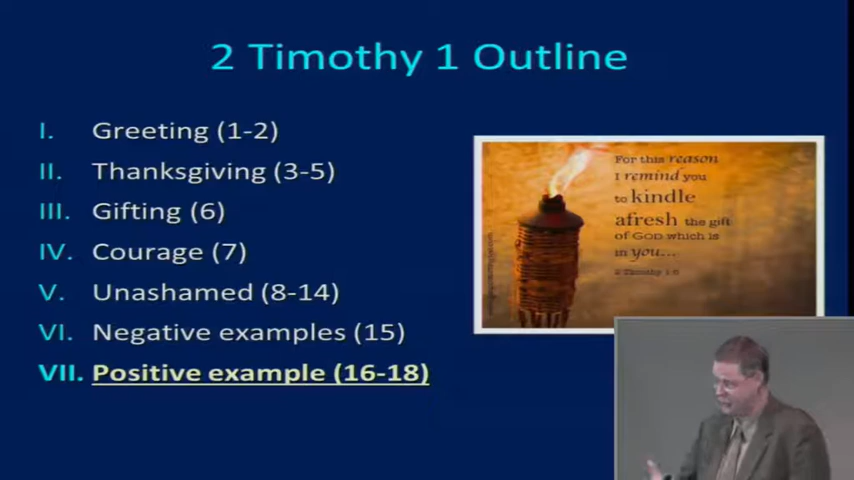 2 Timothy 1 Outline
I. Greeting (1-2)
II. Thanksgiving (3-5)
III. Gifting (6)
IV. Courage (7)
V. Unashamed (8-14)
VI. Negative examples (15)
VII. Positive example (16-18)
For this reason
I remind you
to kindle
afresh the gift
of GOD which is
in you...
2 Timothy 1:6